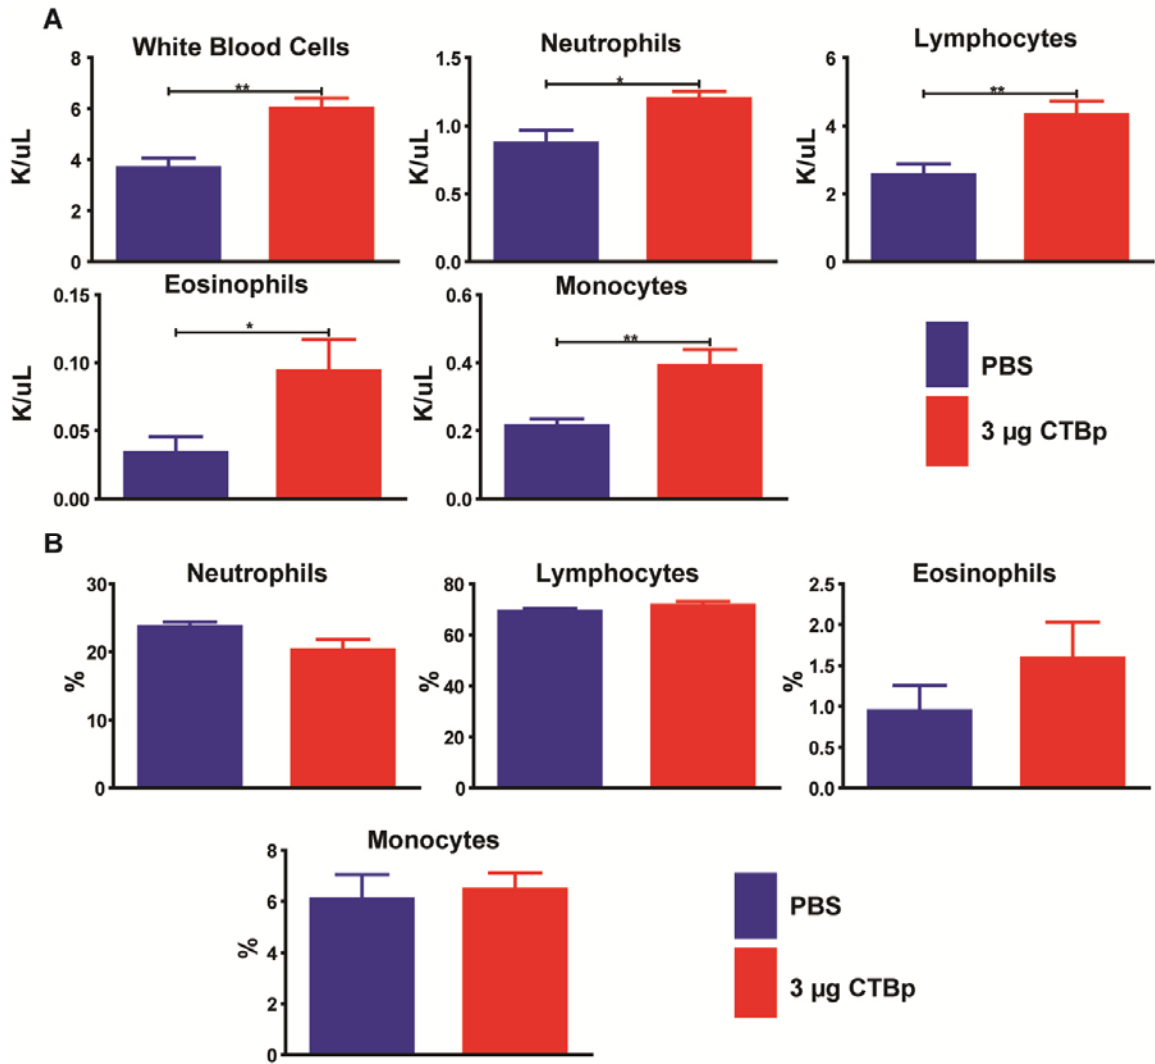 A
White Blood Cells
8
6
4
2
0
K/uL
**
Neutrophils
1.5
1.0
0.5
0.0
K/uL
*
Lymphocytes
6
4
2
0
K/uL
**
Eosinophils
0.15
0.10
0.05
0.00
K/uL
*
Monocytes
0.6
0.4
0.2
0.0
K/uL
**
PBS
3 µg CTBp
B
Neutrophils
30
20
10
0
%
Lymphocytes
80
60
40
20
0
%
Eosinophils
2.5
2.0
1.5
1.0
0.5
0.0
%
Monocytes
8
6
4
2
0
%
PBS
3 µg CTBp